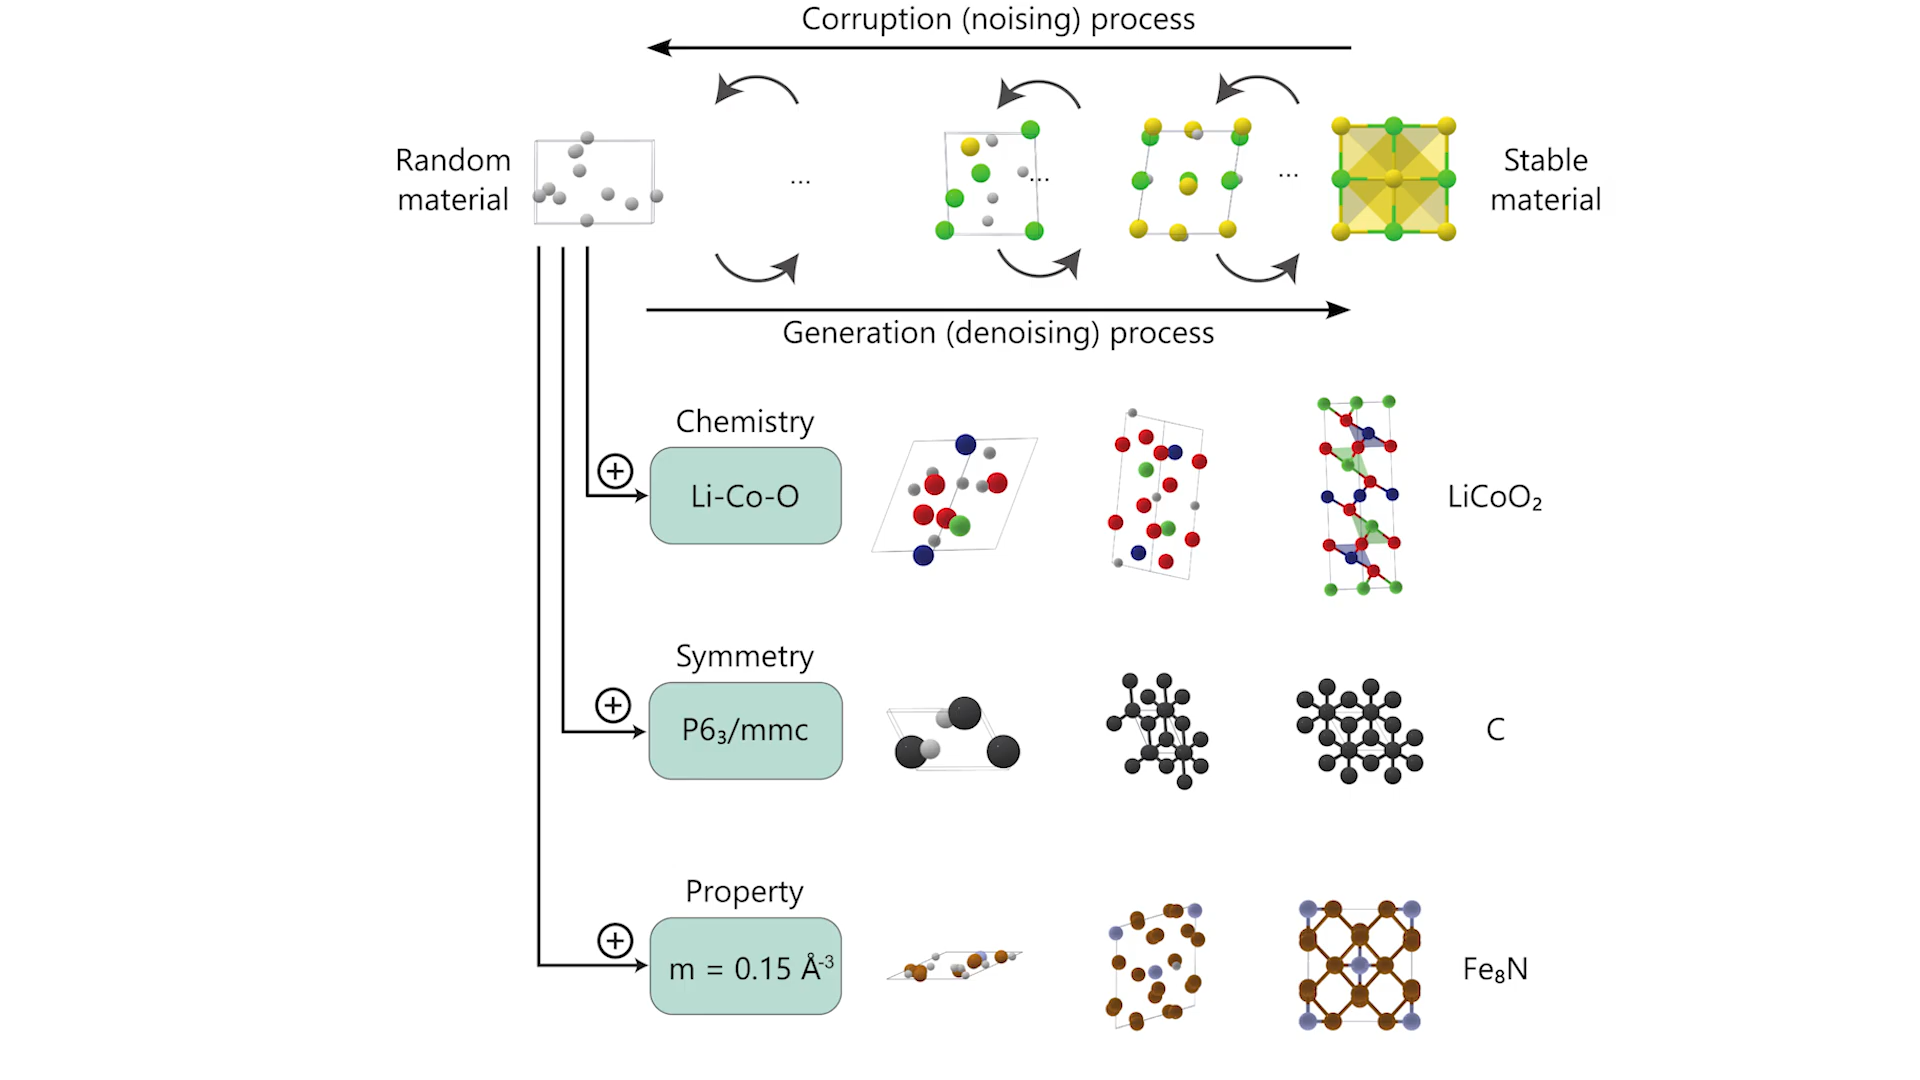 Corruption (noising) process
Random
material
...
...
...
Stable
material
Generation (denoising) process
Chemistry
Li-Co-O
LiCoO₂
Symmetry
P6₃/mmc
C
Property
m = 0.15 Å⁻³
Fe₈N